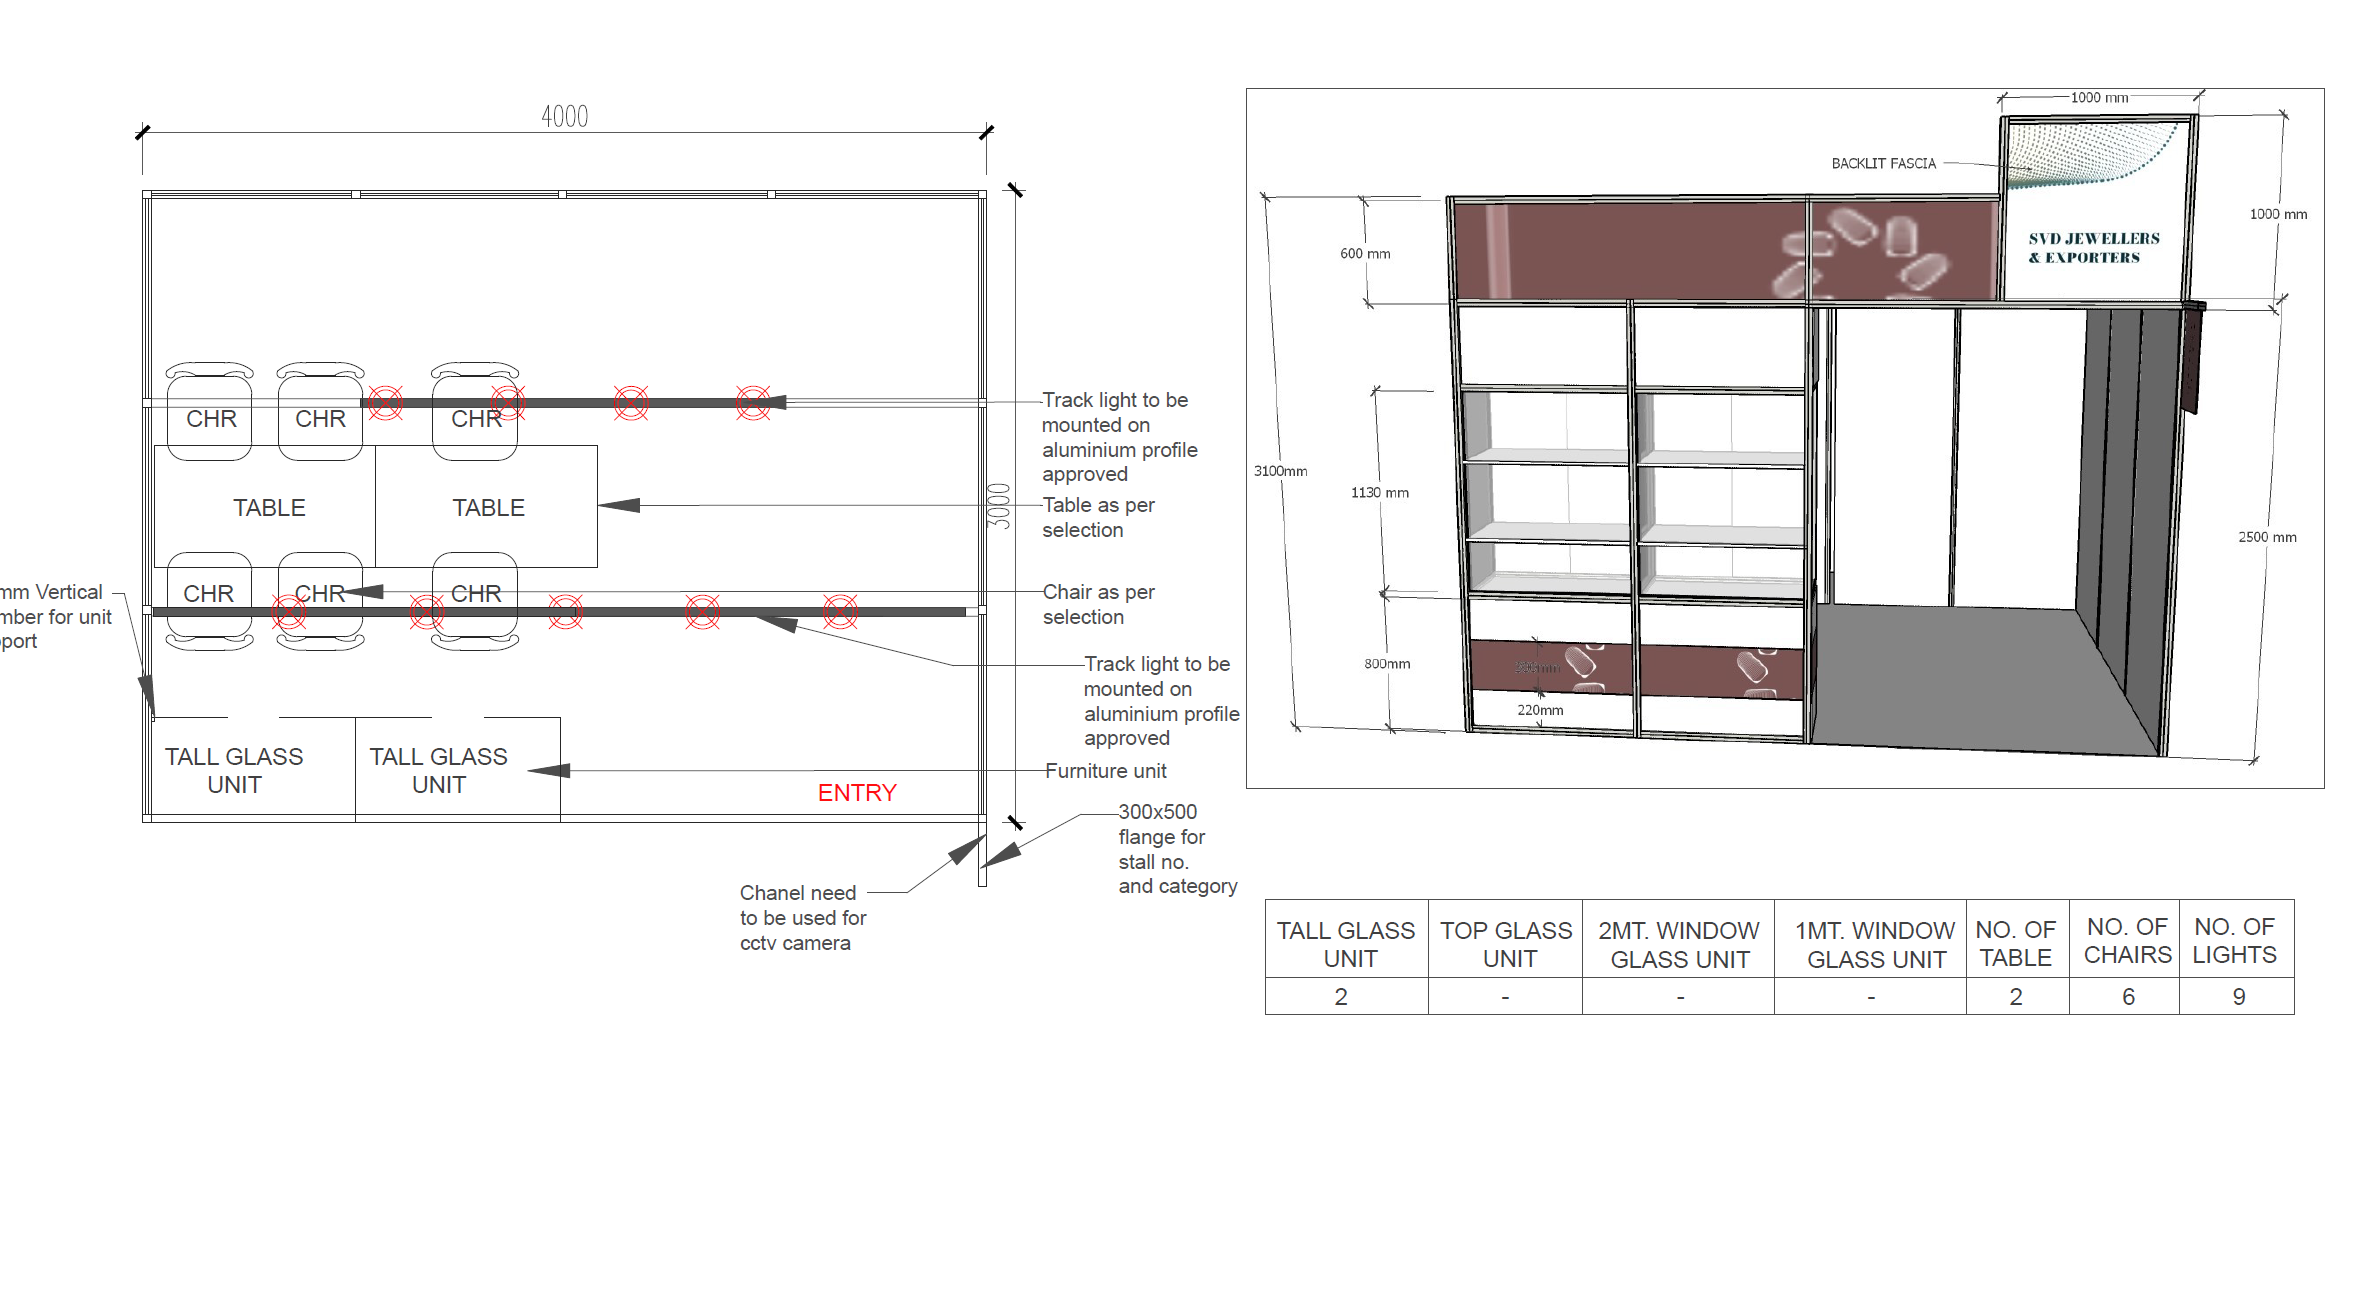 4000
3000
CHR
CHR
CHR
TABLE
TABLE
CHR
CHR
CHR
mm Vertical
mber for unit
port
TALL GLASS
UNIT
TALL GLASS
UNIT
ENTRY
Track light to be
mounted on
aluminium profile
approved
Table as per
selection
Chair as per
selection
Track light to be
mounted on
aluminium profile
approved
Furniture unit
300x500
flange for
stall no.
and category
Chanel need
to be used for
cctv camera
1000 mm
BACKLIT FASCIA
1000 mm
SVD JEWELLERS
& EXPORTERS
600 mm
3100mm
1130 mm
2500 mm
800mm
220mm
TALL GLASS
UNIT
TOP GLASS
UNIT
2MT. WINDOW
GLASS UNIT
1MT. WINDOW
GLASS UNIT
NO. OF
TABLE
NO. OF
CHAIRS
NO. OF
LIGHTS
2
-
-
-
2
6
9